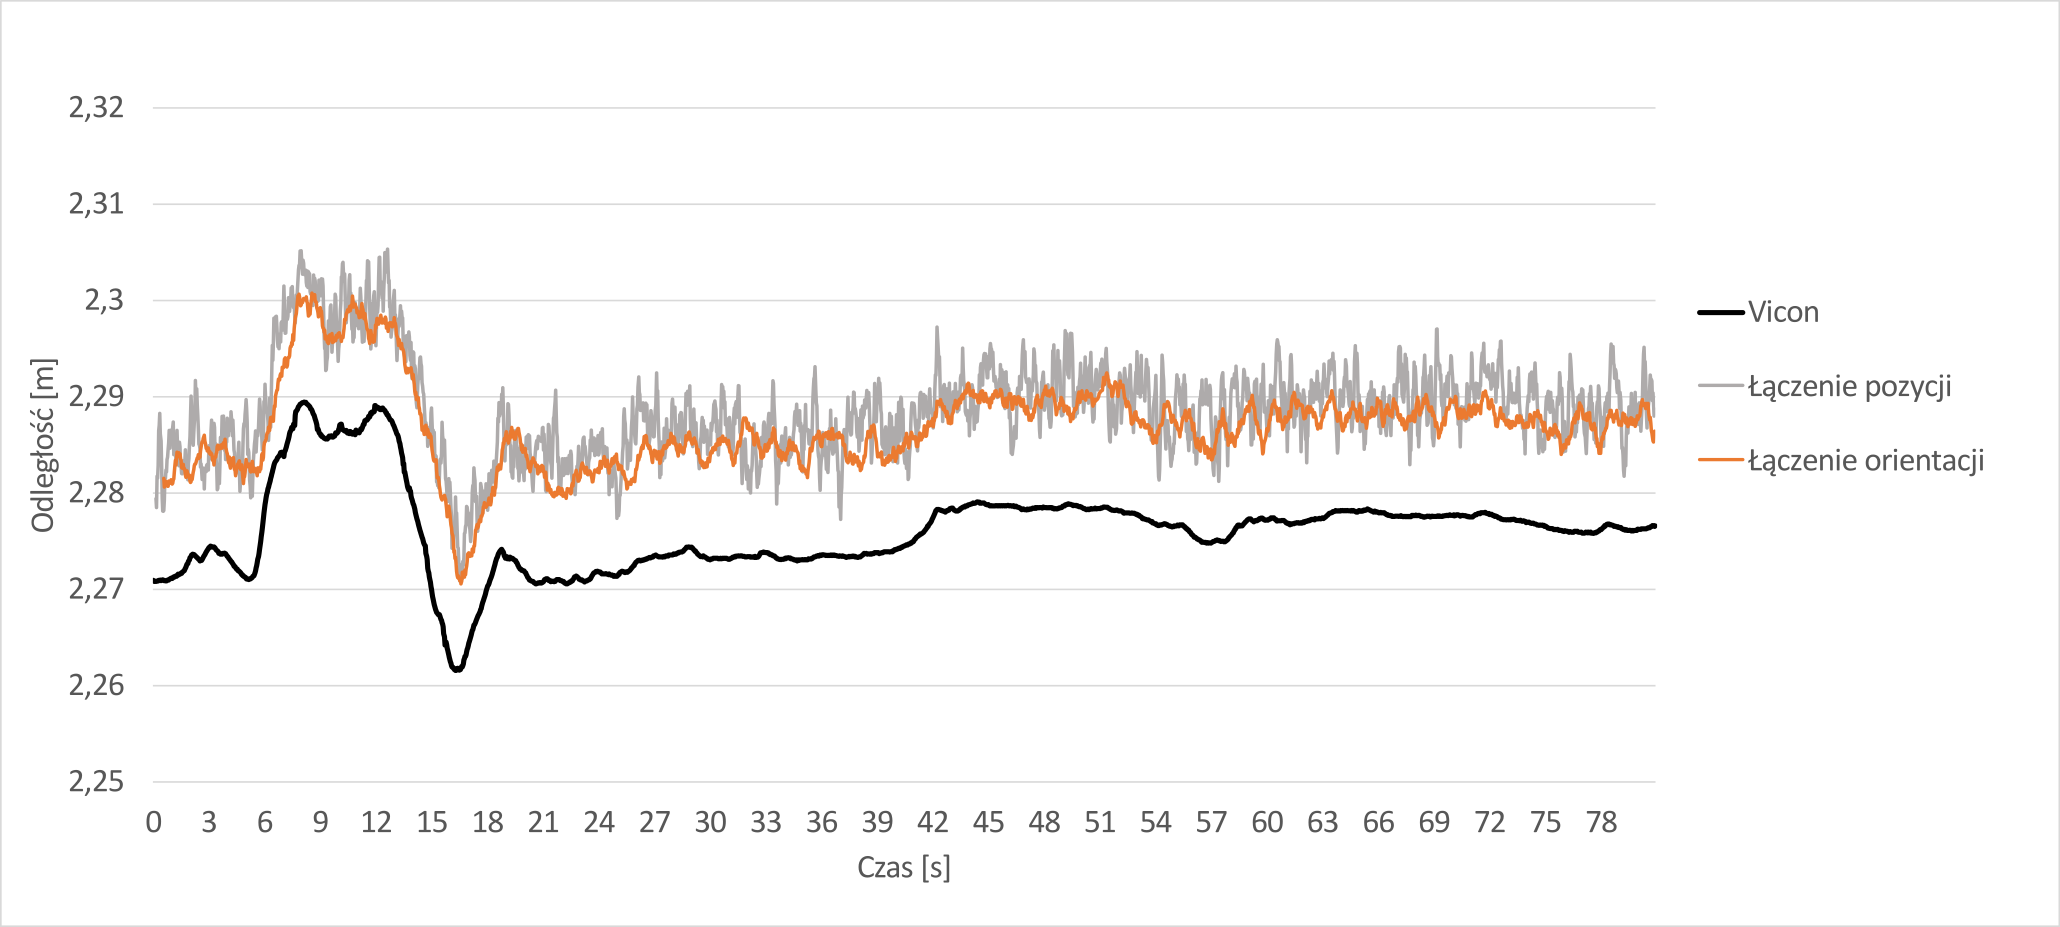 2,32
2,31
2,3
2,29
2,28
2,27
2,26
2,25
Odległość [m]
0 3 6 9 12 15 18 21 24 27 30 33 36 39 42 45 48 51 54 57 60 63 66 69 72 75 78
Czas [s]
Vicon
Łączenie pozycji
Łączenie orientacji